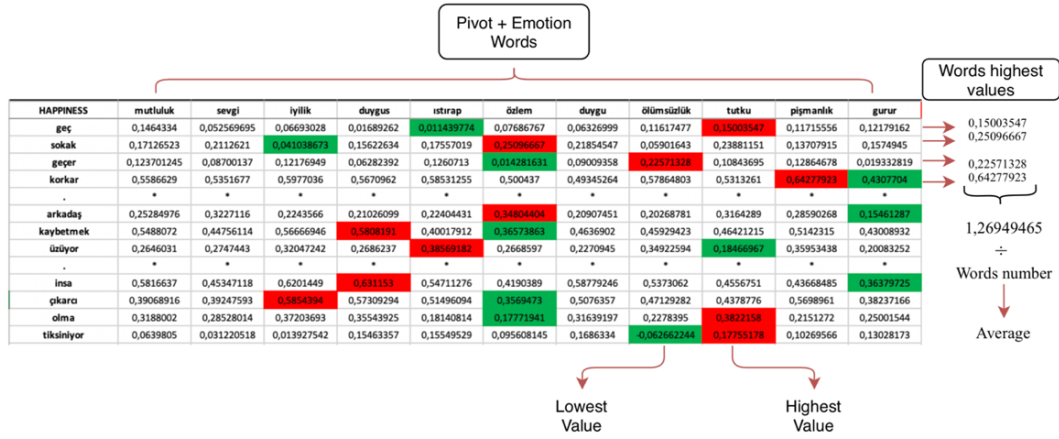 Pivot + Emotion
Words
Words highest
values
HAPPINESS mutluluk sevgi iyilik duygus ıstırap özlem duygu ölümsüzlük tutku pişmanlık gurur
geç 0,1464334 0,052569695 0,06693028 0,01689262 0,011439774 0,07686767 0,06326999 0,11617477 0,15003547 0,11715556 0,12179162
0,15003547
sokak 0,17126523 0,2112621 0,041038673 0,15622634 0,17557019 0,25096667 0,21854547 0,05901643 0,23881151 0,13707915 0,1574945
0,25096667
geçer 0,123701245 0,08700137 0,12176949 0,06282392 0,1260713 0,014281631 0,09009358 0,22571328 0,10843695 0,12864678 0,019332819
0,22571328
korkar 0,5586629 0,5351677 0,5977036 0,5670962 0,58531255 0,500437 0,49345264 0,57864803 0,5313261 0,64277923 0,4307704
0,64277923
. * * * * * * * * * * *
arkadaş 0,25284976 0,3227116 0,2243566 0,21026099 0,22404431 0,34804404 0,20907451 0,20268781 0,3164289 0,28590268 0,15461287
kaybetmek 0,5488072 0,44756114 0,56666946 0,5808191 0,40017912 0,36573863 0,4636902 0,45929423 0,46421215 0,5142315 0,43008932
1,26949465
üzüyor 0,2646031 0,2747443 0,32047242 0,2686237 0,38569182 0,2668597 0,2270945 0,34922594 0,18466967 0,35953438 0,20083252
÷
. * * * * * * * * * * *
Words number
insa 0,5816637 0,45347118 0,6201449 0,631153 0,54711276 0,4190389 0,58779246 0,5373062 0,4556751 0,43668485 0,36379725
çıkarcı 0,39068916 0,39247593 0,5854394 0,57309294 0,51496094 0,3569473 0,5076357 0,47129282 0,4378776 0,5698961 0,38237166
olma 0,3188002 0,28528014 0,37203693 0,35543925 0,18140814 0,17771941 0,31639197 0,2278395 0,3822158 0,2151272 0,25001544
tiksiniyor 0,0639805 0,031220518 0,013927542 0,15463357 0,15549529 0,095608145 0,1686334 -0,062662244 0,17755178 0,10269566 0,13028173
Average
Lowest
Value
Highest
Value